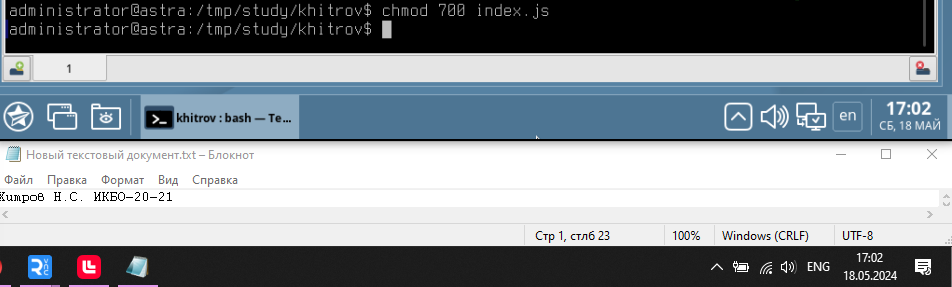 administrator@astra:/tmp/study/khitrov$ chmod 700 index.js
administrator@astra:/tmp/study/khitrov$
1
khitrov : bash — Te...
en
17:02
СБ, 18 МАЙ
Новый текстовый документ.txt – Блокнот
Файл Правка Формат Вид Справка
Хитров Н.С. ИКБО-20-21
Стр 1, стлб 23 100% Windows (CRLF) UTF-8
ENG
17:02
18.05.2024